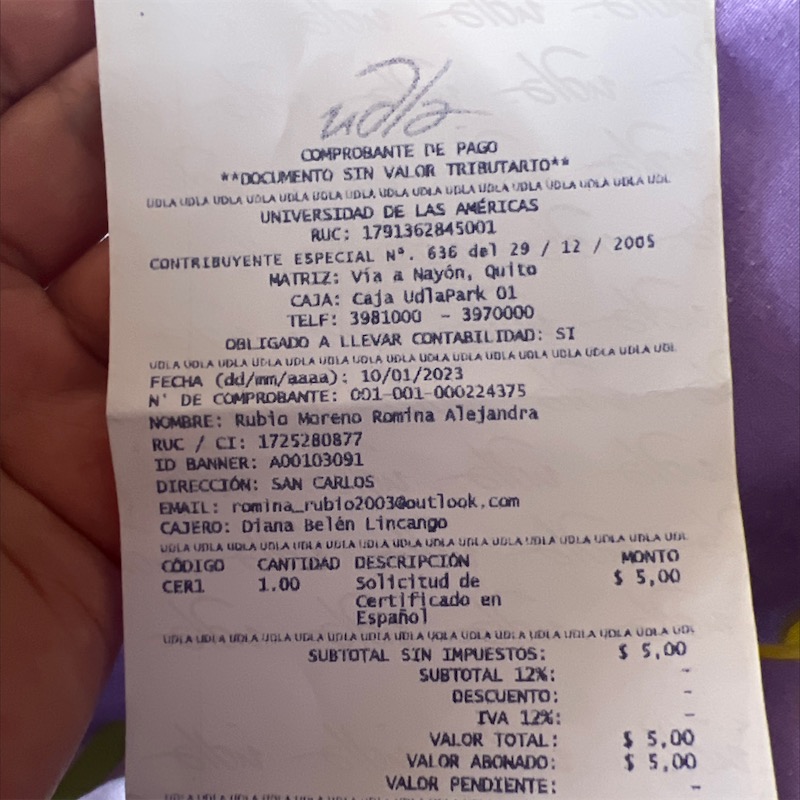 udla
COMPROBANTE DE PAGO
**DOCUMENTO SIN VALOR TRIBUTARIO**
UDLA UDLA UDLA UDLA UDLA UDLA UDLA UDLA UDLA UDLA UDLA UDLA UDLA UDLA UDLA UDL
UNIVERSIDAD DE LAS AMÉRICAS
RUC: 1791362845001
CONTRIBUYENTE ESPECIAL Nº. 636 del 29 / 12 / 2005
MATRIZ: Vía a Nayón, Quito
CAJA: Caja UdlaPark 01
TELF: 3981000 - 3970000
OBLIGADO A LLEVAR CONTABILIDAD: SI
UDLA UDLA UDLA UDLA UDLA UDLA UDLA UDLA UDLA UDLA UDLA UDLA UDLA UDLA UDLA UDL
FECHA (dd/mm/aaaa): 10/01/2023
N' DE COMPROBANTE: 001-001-000224375
NOMBRE: Rubio Moreno Romina Alejandra
RUC / CI: 1725280877
ID BANNER: A00103091
DIRECCIÓN: SAN CARLOS
EMAIL: romina_rubio2003@outlook.com
CAJERO: Diana Belén Lincango
UDLA UDLA UDLA UDLA UDLA UDLA UDLA UDLA UDLA UDLA UDLA UDLA UDLA UDLA UDLA UDL
CÓDIGO CANTIDAD DESCRIPCIÓN MONTO
CER1 1.00 Solicitud de $ 5,00
Certificado en
Español
UDLA UDLA UDLA UDLA UDLA UDLA UDLA UDLA UDLA UDLA UDLA UDLA UDLA UDLA UDLA UDL
SUBTOTAL SIN IMPUESTOS: $ 5,00
SUBTOTAL 12%: -
DESCUENTO: -
IVA 12%: -
VALOR TOTAL: $ 5,00
VALOR ABONADO: $ 5,00
VALOR PENDIENTE: -